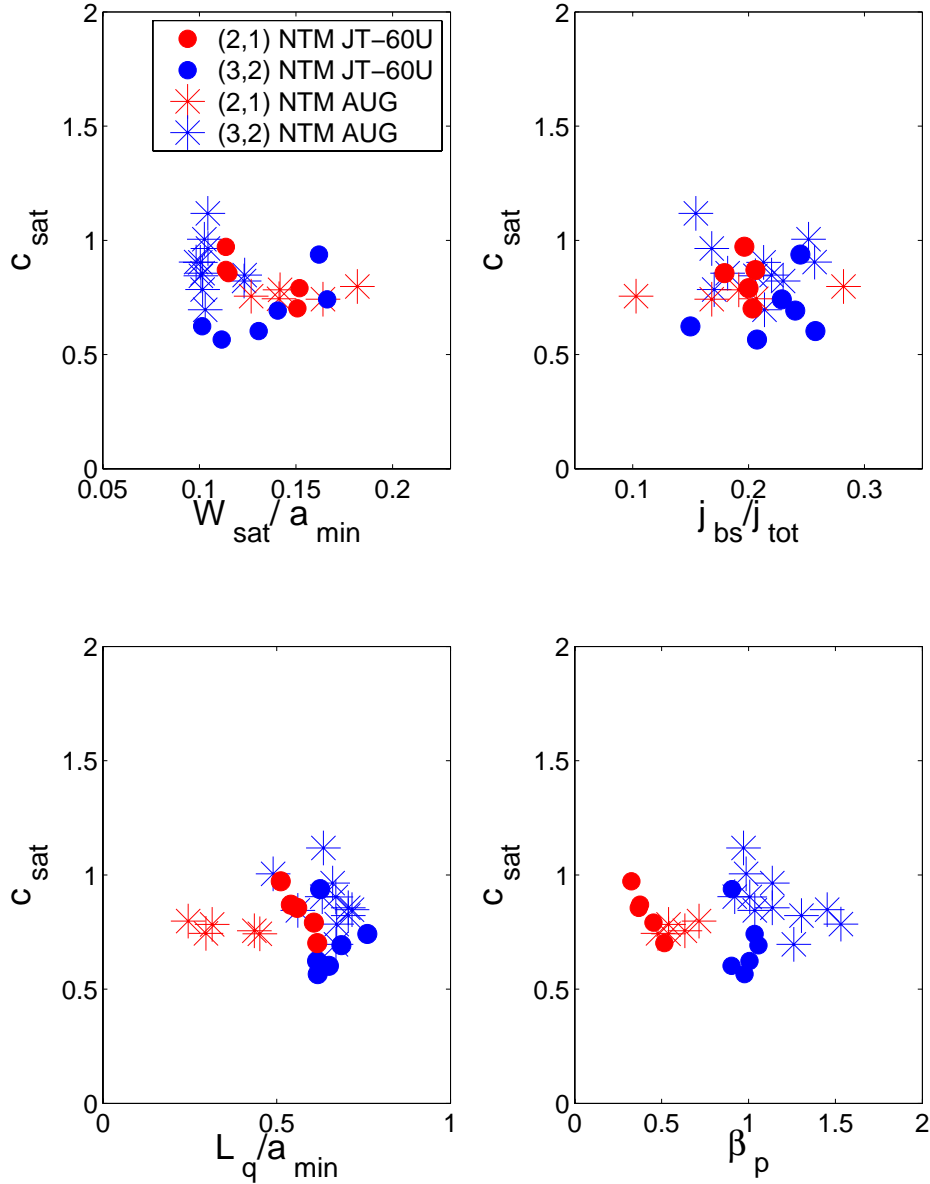 2
1.5
1
0.5
0
c sat
(2,1) NTM JT−60U
(3,2) NTM JT−60U
(2,1) NTM AUG
(3,2) NTM AUG
0.05
0.1
0.15
0.2
W sat / a min
2
1.5
1
0.5
0
c sat
0.1
0.2
0.3
j bs /j tot
2
1.5
1
0.5
0
c sat
0
0.5
1
L q /a min
2
1.5
1
0.5
0
c sat
0
0.5
1
1.5
2
β p